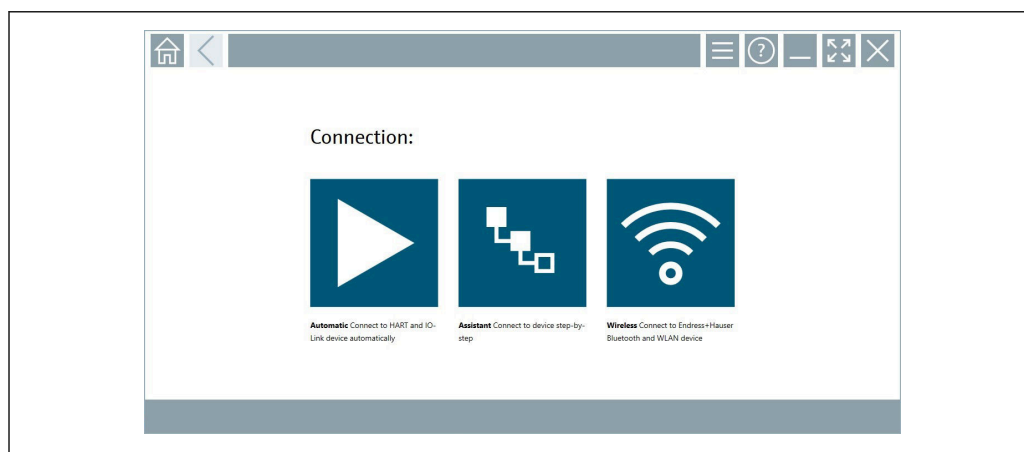 Connection:
Automatic Connect to HART and IO-
Link device automatically
Assistant Connect to device step-by-
step
Wireless Connect to Endress+Hauser
Bluetooth and WLAN device